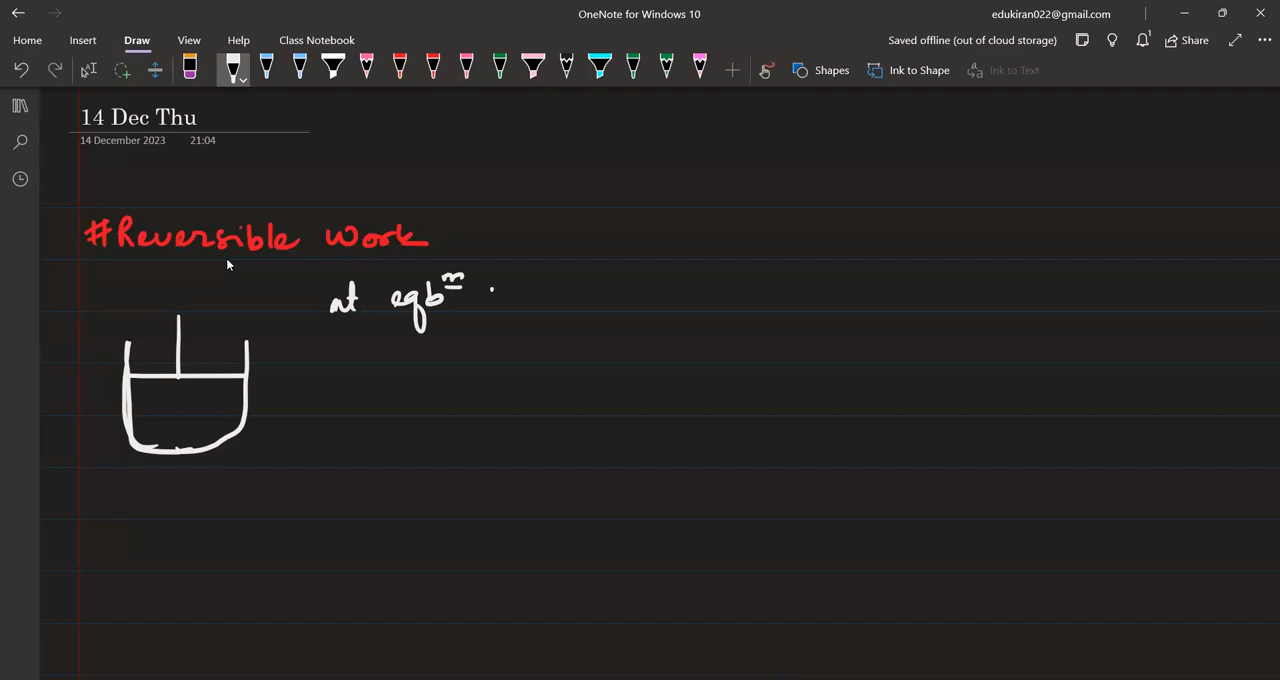 OneNote for Windows 10
edukiran022@gmail.com
Home Insert Draw View Help Class Notebook
Saved offline (out of cloud storage)
1
Share
Shapes
Ink to Shape
Ink to Text
14 Dec Thu
14 December 2023 21:04
#Reversible work
at eqbm